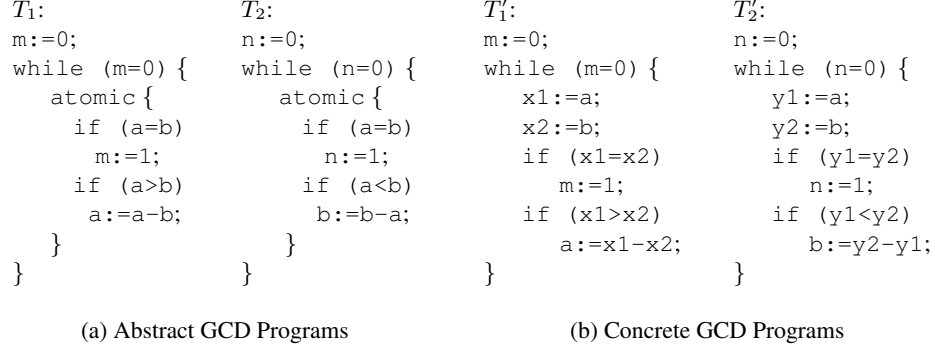 T₁:
m:=0;
while (m=0) {
atomic {
if (a=b)
m:=1;
if (a>b)
a:=a-b;
}
}
T₂:
n:=0;
while (n=0) {
atomic {
if (a=b)
n:=1;
if (a<b)
b:=b-a;
}
}
(a) Abstract GCD Programs
T′₁:
m:=0;
while (m=0) {
x1:=a;
x2:=b;
if (x1=x2)
m:=1;
if (x1>x2)
a:=x1-x2;
}
T′₂:
n:=0;
while (n=0) {
y1:=a;
y2:=b;
if (y1=y2)
n:=1;
if (y1<y2)
b:=y2-y1;
}
(b) Concrete GCD Programs